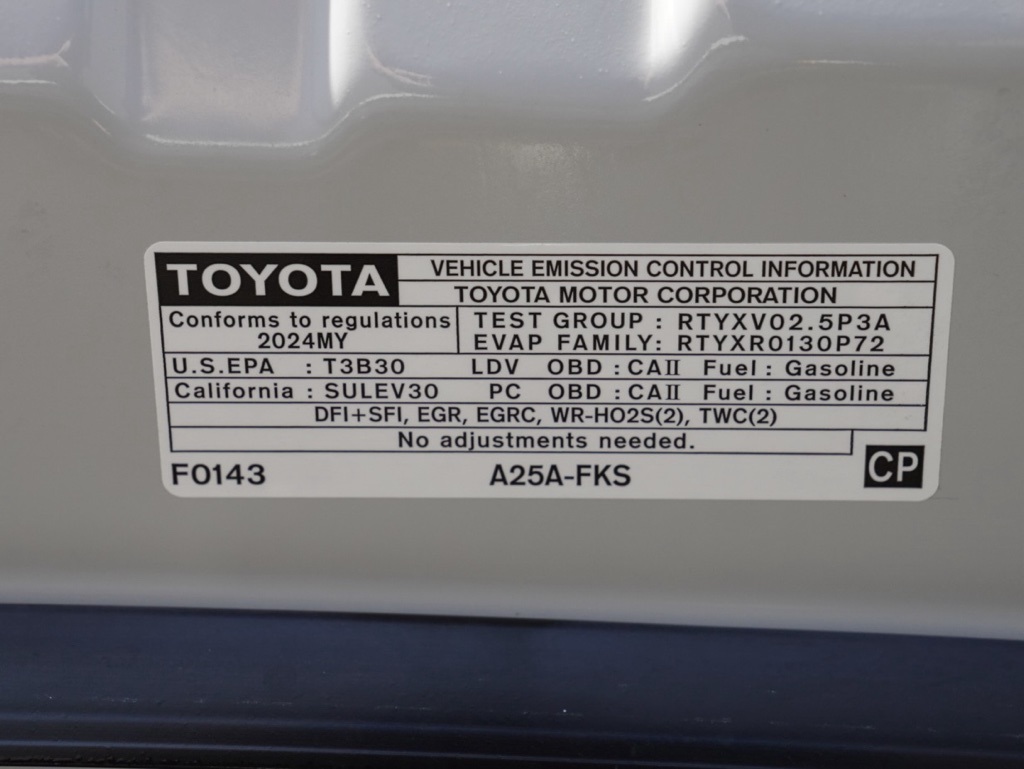 TOYOTA
VEHICLE EMISSION CONTROL INFORMATION
TOYOTA MOTOR CORPORATION
Conforms to regulations
2024MY
TEST GROUP : RTYXV02.5P3A
EVAP FAMILY: RTYXR0130P72
U.S.EPA : T3B30 LDV OBD : CAII Fuel : Gasoline
California : SULEV30 PC OBD : CAII Fuel : Gasoline
DFI+SFI, EGR, EGRC, WR-HO2S(2), TWC(2)
No adjustments needed.
F0143 A25A-FKS CP